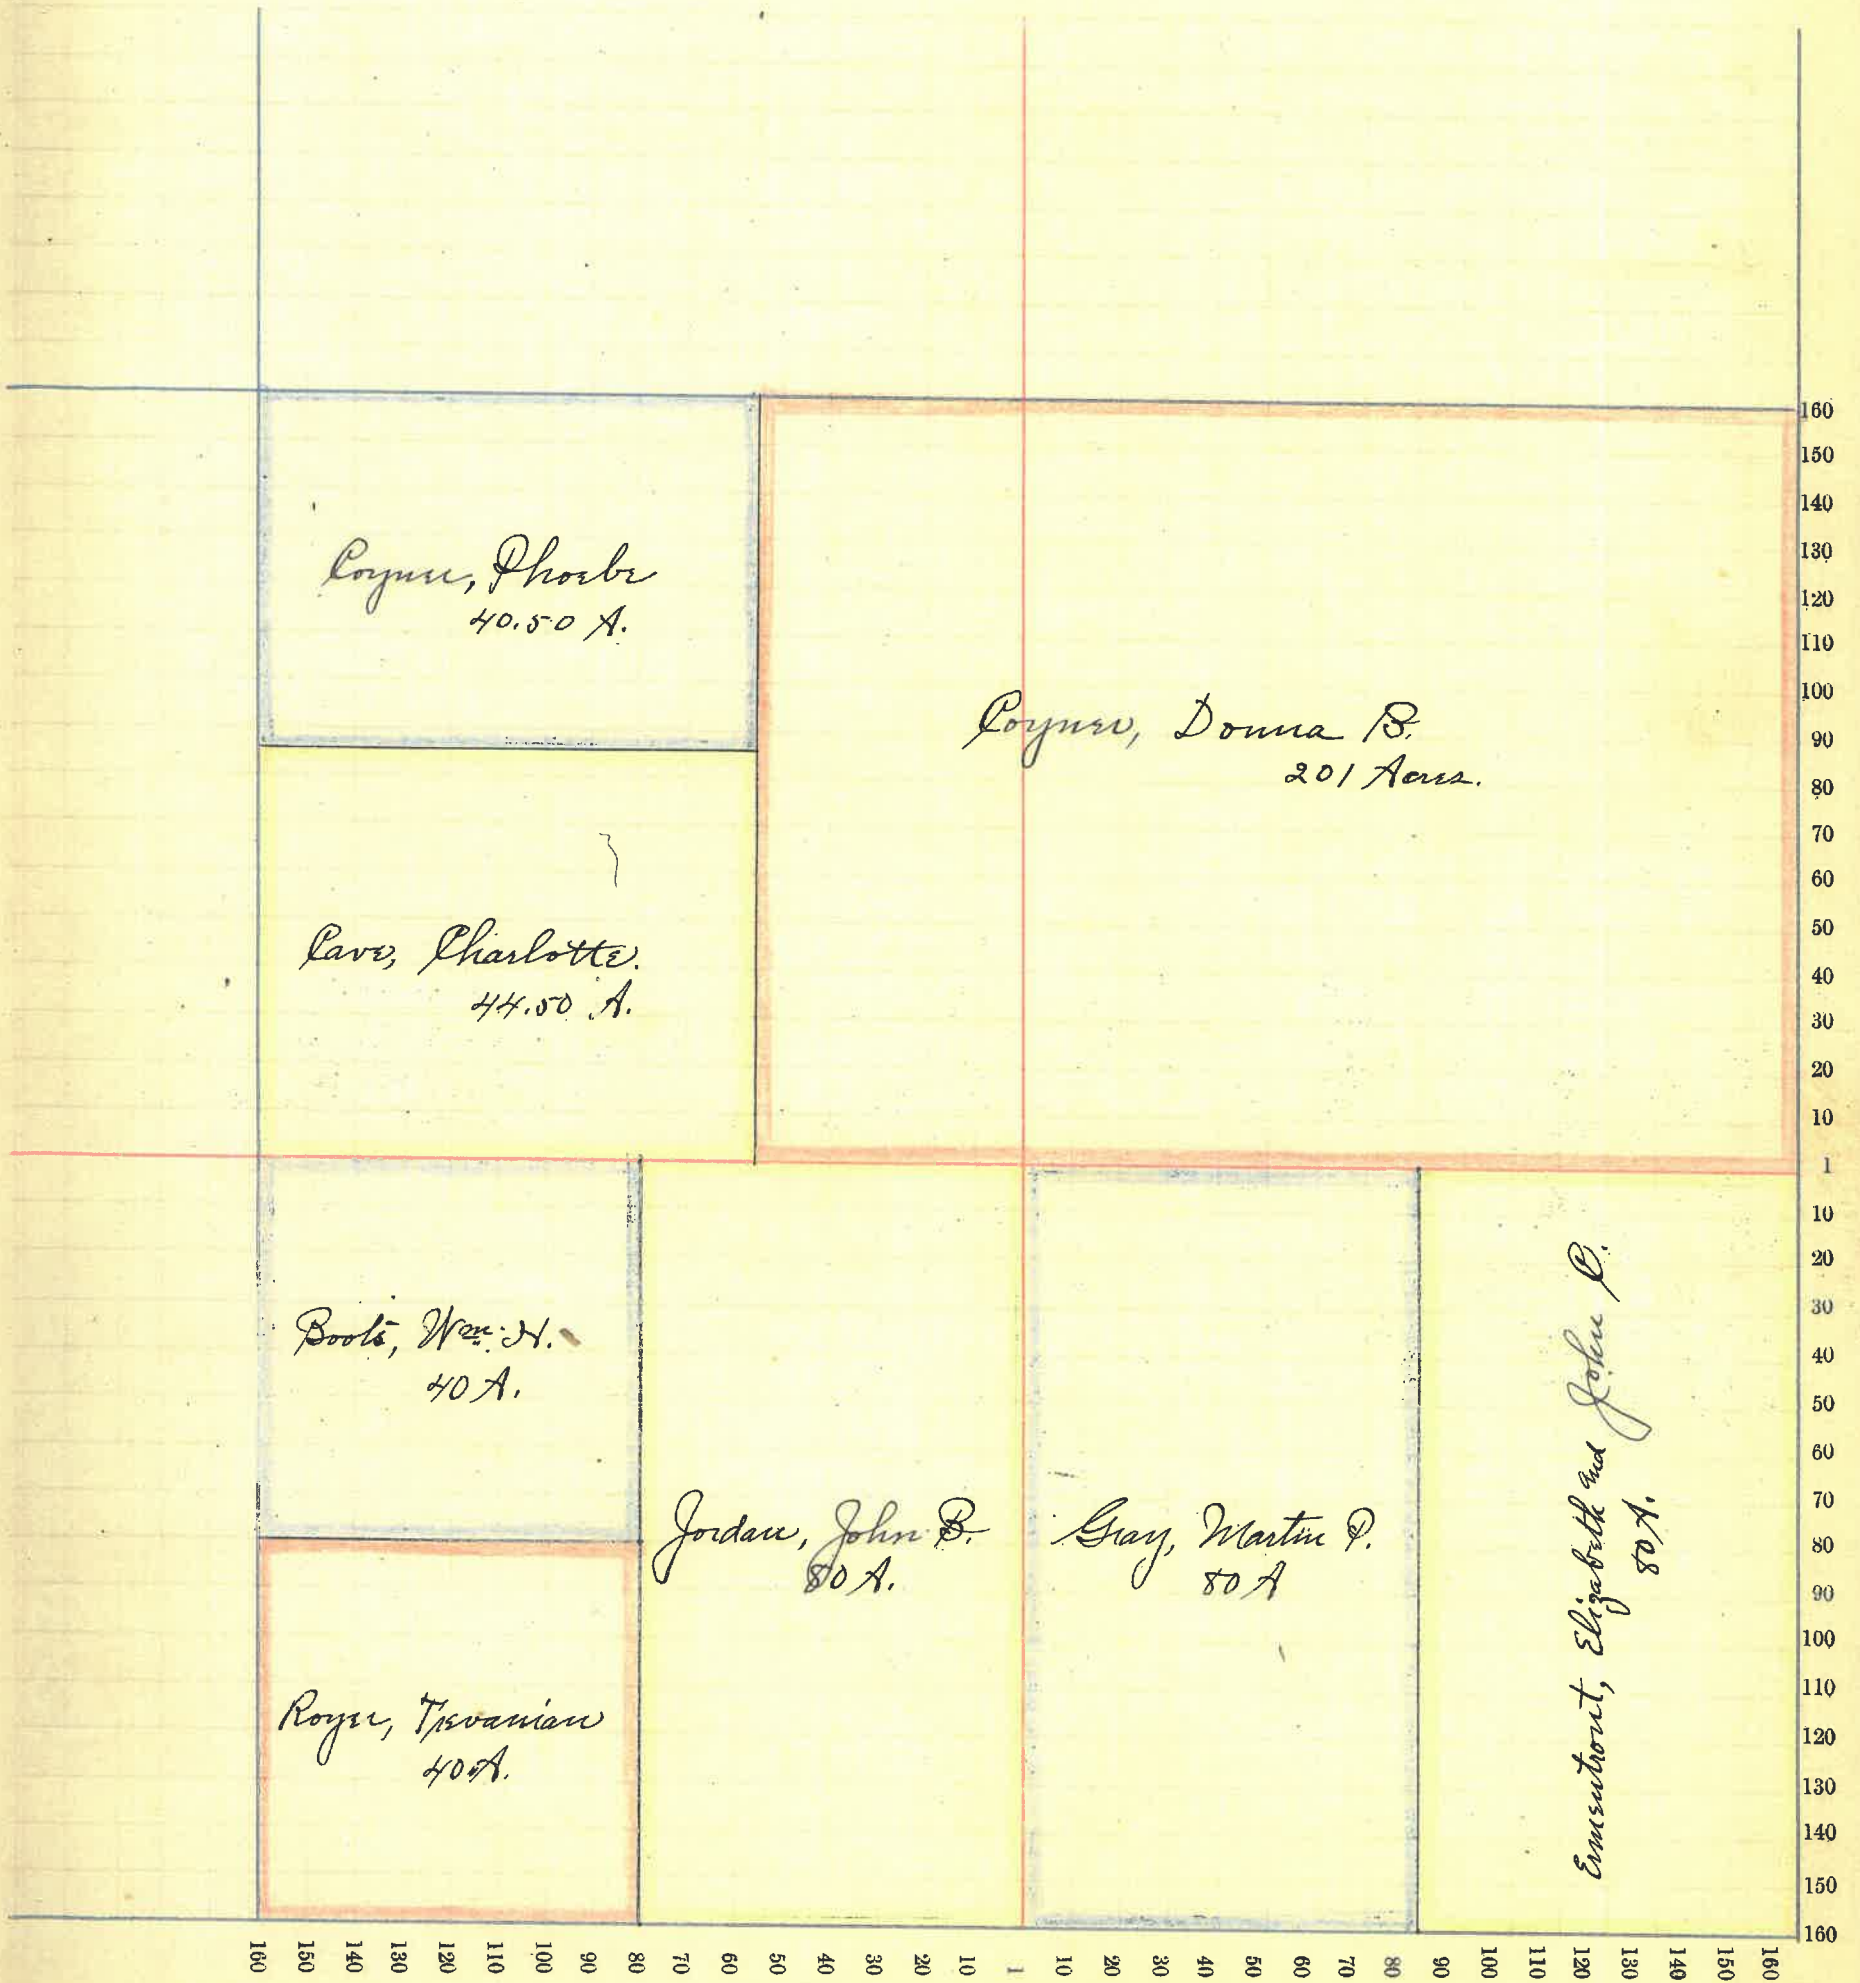 Coyner, Phoebe
40.50 A.
Coyner, Donna B.
201 Acres.
Cave, Charlotte.
44.50 A.
Boots, Wm. H.
40 A.
Jordan, John B.
80 A.
Gray, Martin P.
80 A
Ermentrout, Elizabeth and John C.
80 A.
Royer, Trevanian
40 A.
160
150
140
130
120
110
100
90
80
70
60
50
40
30
20
10
1
10
20
30
40
50
60
70
80
90
100
110
120
130
140
150
160
160 150 140 130 120 110 100 90 80 70 60 50 40 30 20 10 1 10 20 30 40 50 60 70 80 90 100 110 120 130 140 150 160